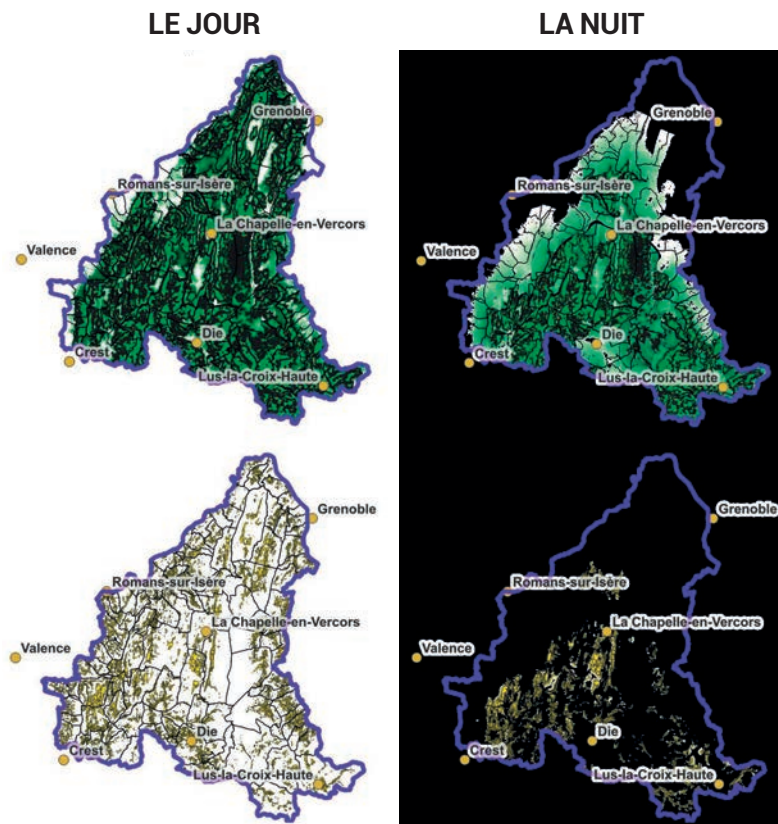 LE JOUR
LA NUIT
Grenoble
Romans-sur-Isère
La Chapelle-en-Vercors
Valence
Die
Crest
Lus-la-Croix-Haute
Grenoble
Romans-sur-Isère
La Chapelle-en-Vercors
Valence
Die
Crest
Lus-la-Croix-Haute
Grenoble
Romans-sur-Isère
La Chapelle-en-Vercors
Valence
Die
Crest
Lus-la-Croix-Haute
Grenoble
Romans-sur-Isère
La Chapelle-en-Vercors
Valence
Die
Crest
Lus-la-Croix-Haute